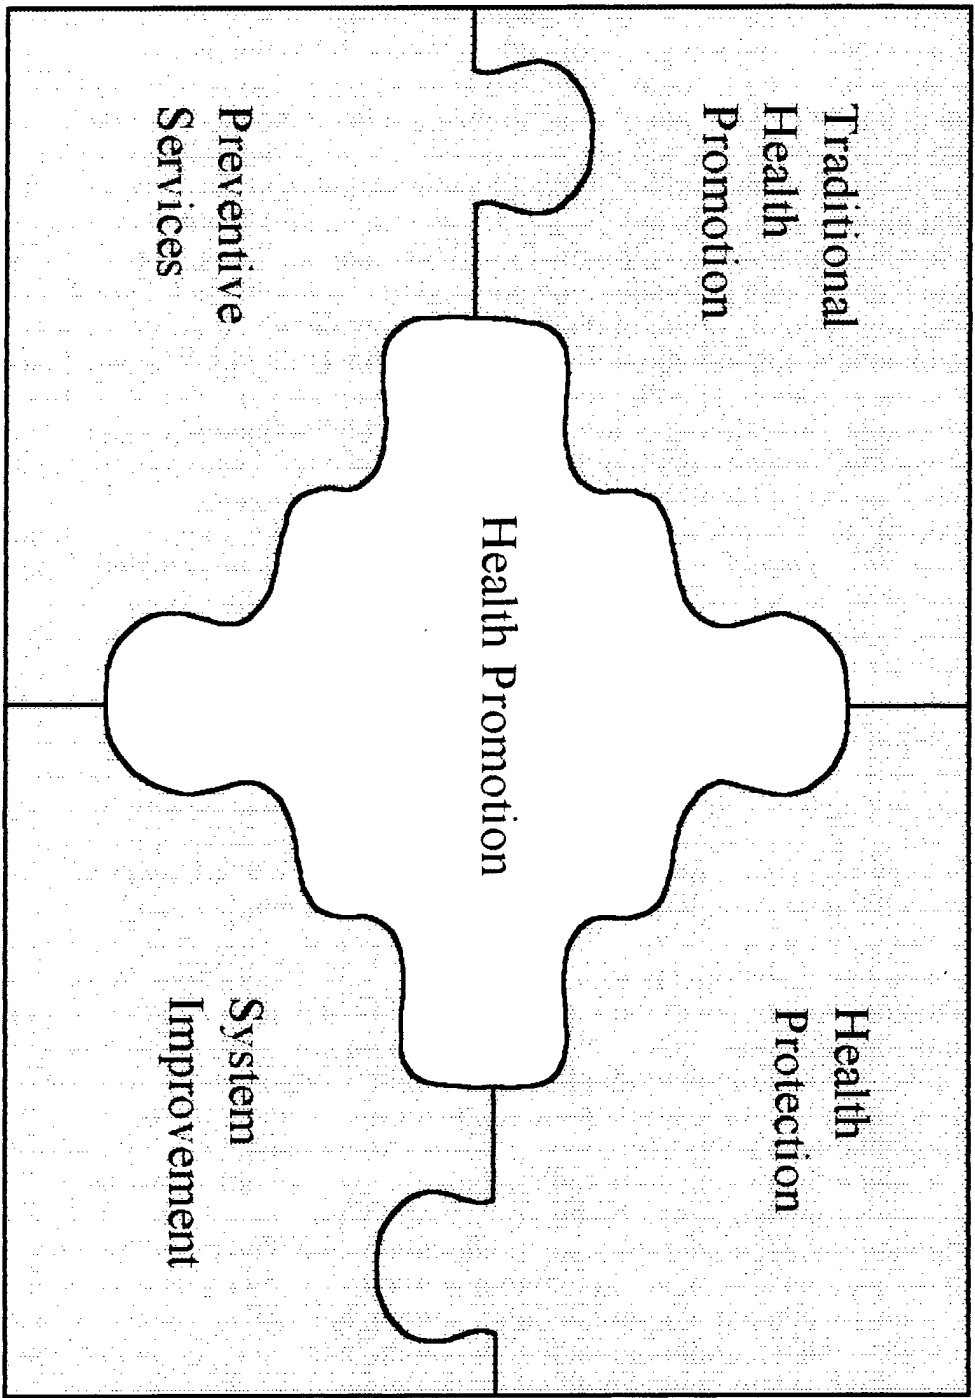 Traditional
Health
Promotion
Health
Protection
Health Promotion
Preventive
Services
System
Improvement